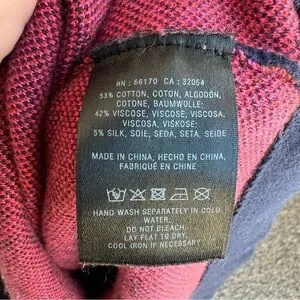 RN : 66170 CA : 32054
53% COTTON, COTON, ALGODÓN,
COTONE, BAUMWOLLE;
42% VISCOSE, VISCOSE, VISCOSA,
VISCOSA, VISKOSE;
5% SILK, SOIE, SEDA, SETA, SEIDE
MADE IN CHINA, HECHO EN CHINA,
FABRIQUÉ EN CHINE
HAND WASH SEPARATELY IN COLD
WATER,
DO NOT BLEACH.
LAY FLAT TO DRY.
COOL IRON IF NECESSARY